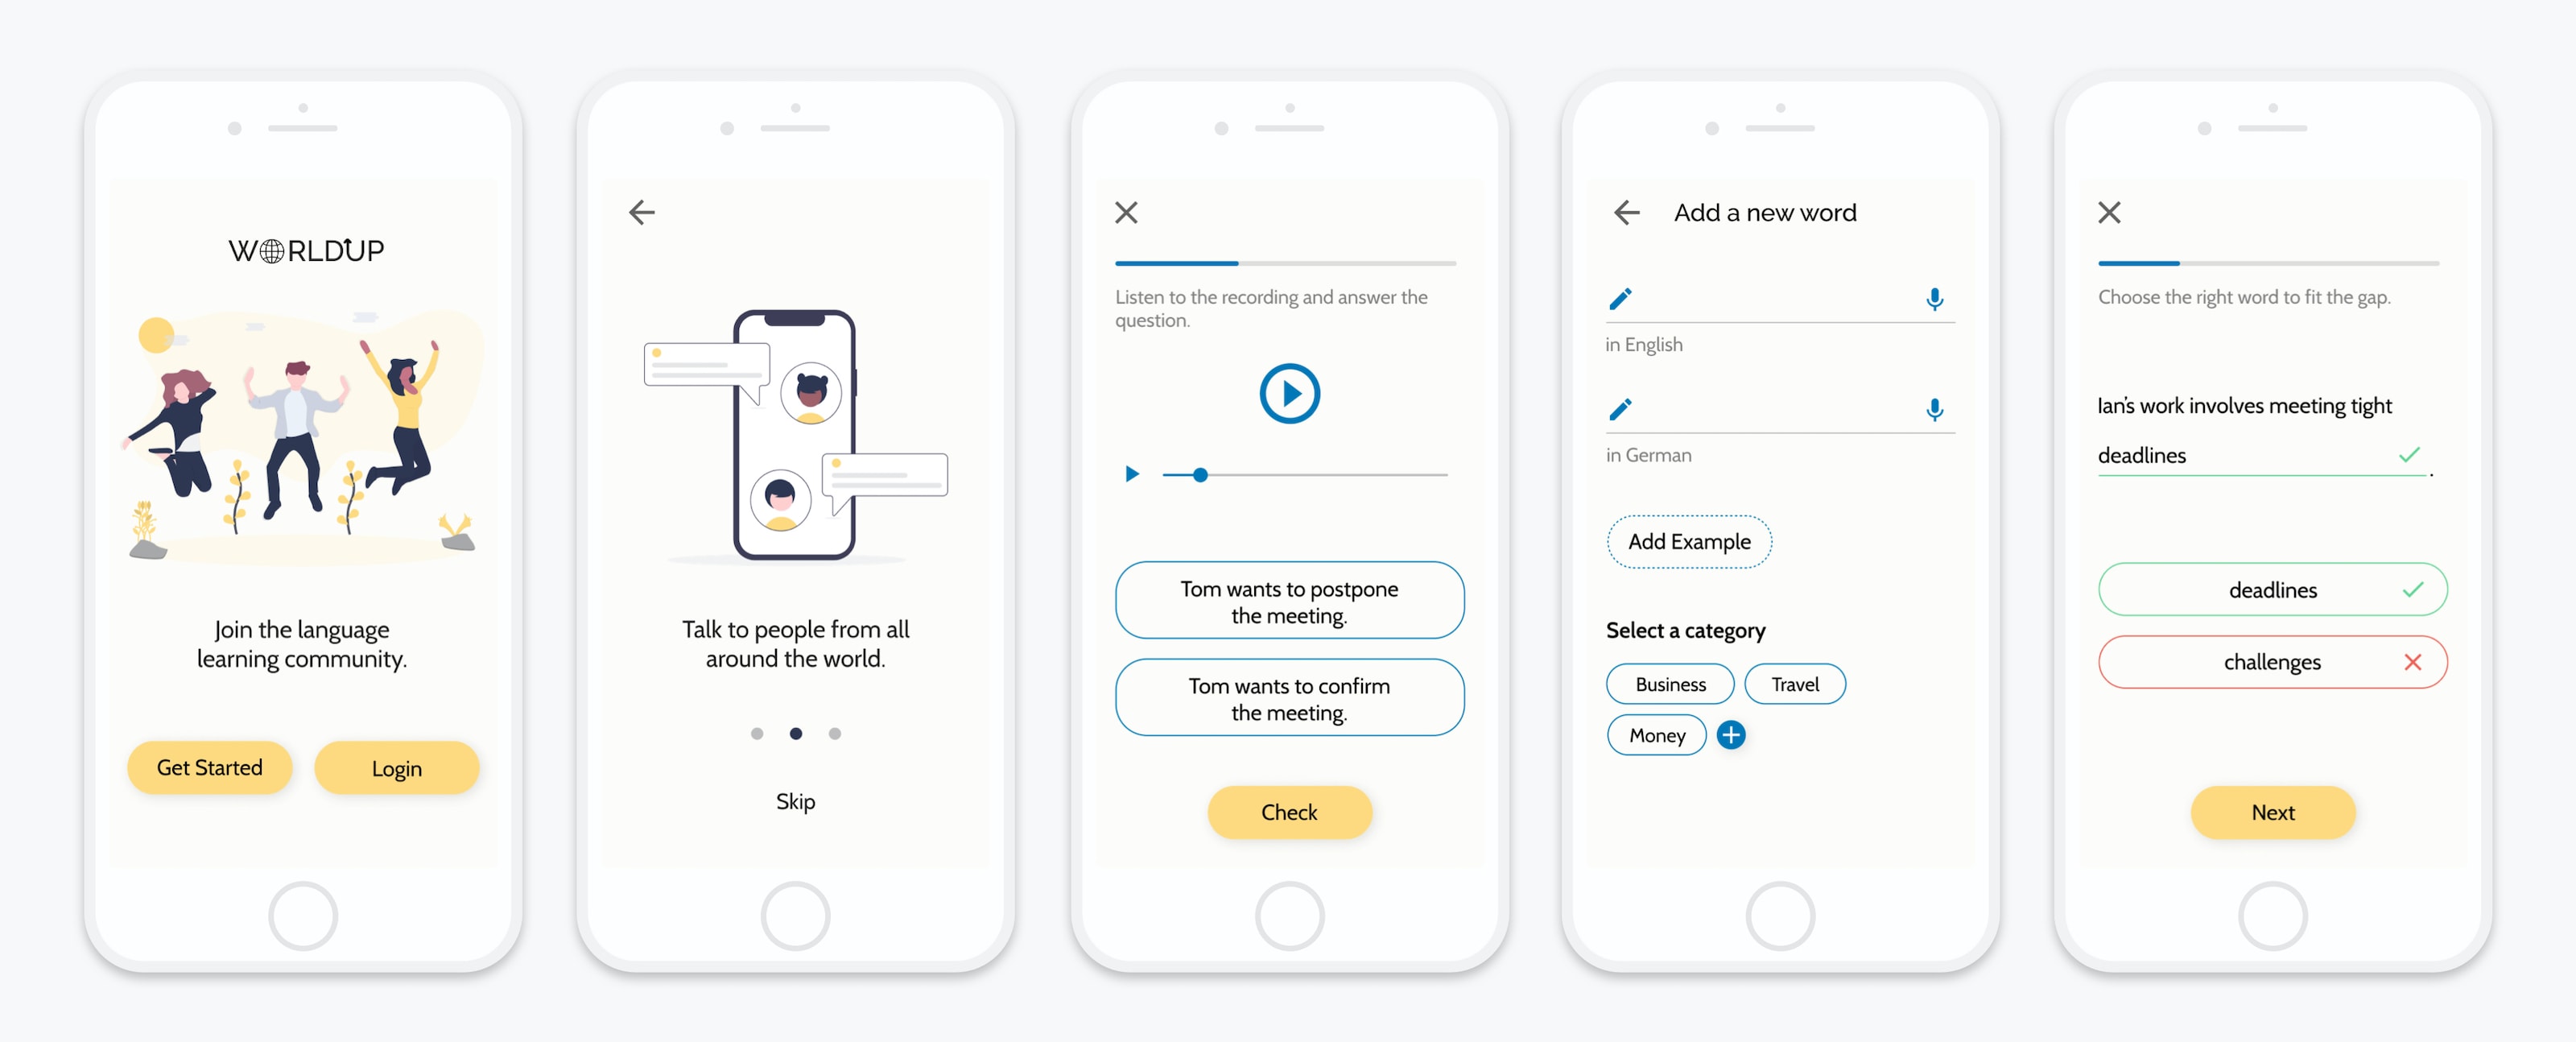 WORLDUP
Join the language
learning community.
Get Started
Login
Talk to people from all
around the world.
Skip
Listen to the recording and answer the
question.
Tom wants to postpone
the meeting.
Tom wants to confirm
the meeting.
Check
Add a new word
in English
in German
Add Example
Select a category
Business
Travel
Money
Choose the right word to fit the gap.
Ian's work involves meeting tight
deadlines .
deadlines
challenges
Next